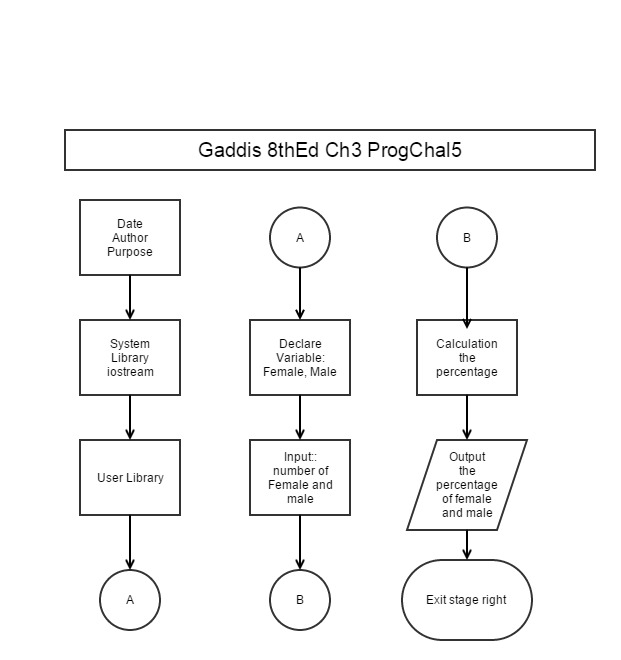 Gaddis 8thEd Ch3 ProgChal5
Date
Author
Purpose
System
Library
iostream
User Library
A
A
Declare
Variable:
Female, Male
Input::
number of
Female and
male
B
B
Calculation
the
percentage
Output
the
percentage
of female
and male
Exit stage right